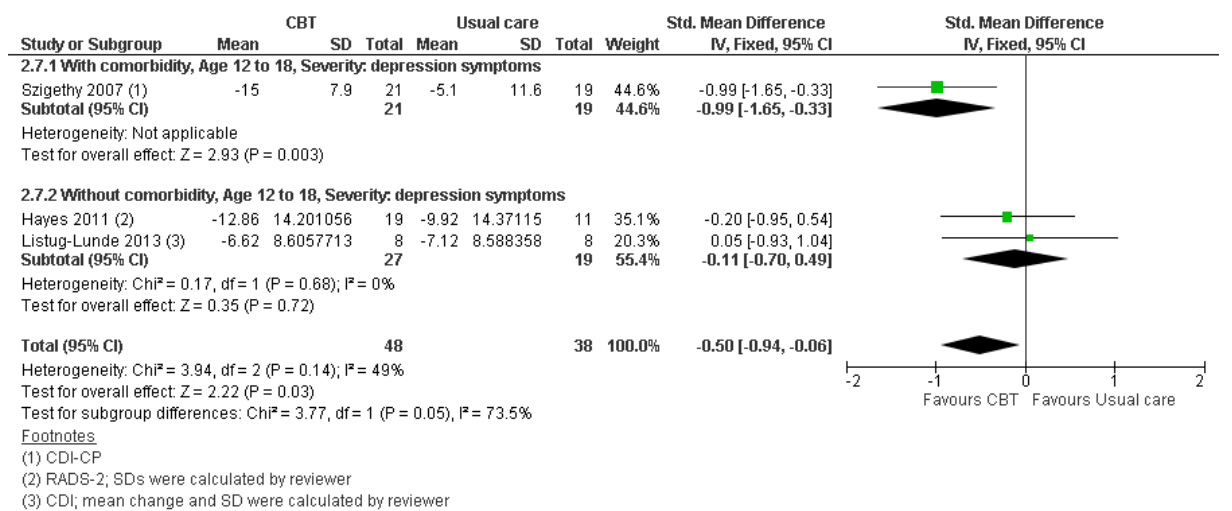 CBT Usual care Std. Mean Difference Std. Mean Difference
Study or Subgroup Mean SD Total Mean SD Total Weight IV, Fixed, 95% CI IV, Fixed, 95% CI
2.7.1 With comorbidity, Age 12 to 18, Severity: depression symptoms
Szigethy 2007 (1) -15 7.9 21 -5.1 11.6 19 44.6% -0.99 [-1.65, -0.33]
Subtotal (95% CI) 21 19 44.6% -0.99 [-1.65, -0.33]
Heterogeneity: Not applicable
Test for overall effect: Z = 2.93 (P = 0.003)
2.7.2 Without comorbidity, Age 12 to 18, Severity: depression symptoms
Hayes 2011 (2) -12.86 14.201056 19 -9.92 14.37115 11 35.1% -0.20 [-0.95, 0.54]
Listug-Lunde 2013 (3) -6.62 8.6057713 8 -7.12 8.588358 8 20.3% 0.05 [-0.93, 1.04]
Subtotal (95% CI) 27 19 55.4% -0.11 [-0.70, 0.49]
Heterogeneity: Chi² = 0.17, df = 1 (P = 0.68); I² = 0%
Test for overall effect: Z = 0.35 (P = 0.72)
Total (95% CI) 48 38 100.0% -0.50 [-0.94, -0.06]
Heterogeneity: Chi² = 3.94, df = 2 (P = 0.14); I² = 49%
Test for overall effect: Z = 2.22 (P = 0.03)
Test for subgroup differences: Chi² = 3.77, df = 1 (P = 0.05), I² = 73.5%
-2 -1 0 1 2
Favours CBT Favours Usual care
Footnotes
(1) CDI-CP
(2) RADS-2; SDs were calculated by reviewer
(3) CDI; mean change and SD were calculated by reviewer